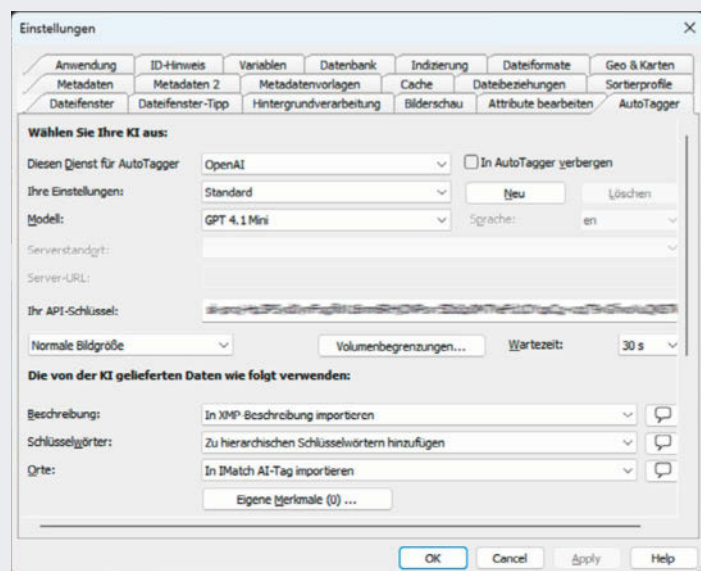 Einstellungen
Anwendung ID-Hinweis Variablen Datenbank Indizierung Dateiformate Geo & Karten
Metadaten Metadaten 2 Metadatenvorlagen Cache Dateibeziehungen Sortierprofile
Dateifenster Dateifenster-Tipp Hintergrundverarbeitung Bilderschau Attribute bearbeiten AutoTagger
Wählen Sie Ihre KI aus:
Diesen Dienst für AutoTagger OpenAI In AutoTagger verbergen
Ihre Einstellungen: Standard Neu Löschen
Modell: GPT 4.1 Mini Sprache: en
Serverstandort:
Server-URL:
Ihr API-Schlüssel:
Normale Bildgröße Volumenbegrenzungen... Wartezeit: 30 s
Die von der KI gelieferten Daten wie folgt verwenden:
Beschreibung: In XMP-Beschreibung importieren
Schlüsselwörter: Zu hierarchischen Schlüsselwörtern hinzufügen
Orte: In IMatch AI-Tag importieren
Eigene Merkmale (0) ...
OK Cancel Apply Help